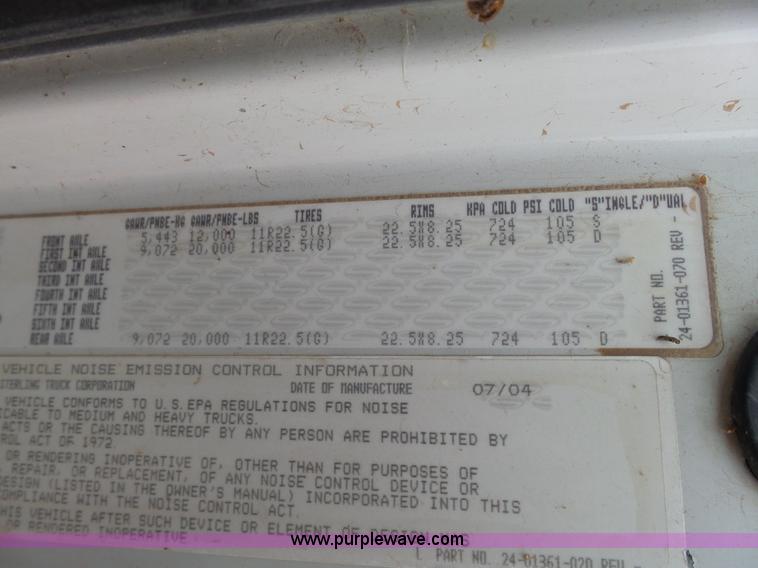 GAWR/PNBE-KG GAWR/PNBE-LBS TIRES RIMS KPA COLD PSI COLD "S"INGLE/"D"UAL
FRONT AXLE 5,443 12,000 11R22.5(G) 22.5X8.25 724 105 S
FIRST INT AXLE 9,072 20,000 11R22.5(G) 22.5X8.25 724 105 D
SECOND INT AXLE
THIRD INT AXLE
FOURTH INT AXLE
FIFTH INT AXLE
SIXTH INT AXLE
REAR AXLE 9,072 20,000 11R22.5(G) 22.5X8.25 724 105 D
PART NO.
24-01361-070 REV -
VEHICLE NOISE EMISSION CONTROL INFORMATION
STERLING TRUCK CORPORATION DATE OF MANUFACTURE 07/04
VEHICLE CONFORMS TO U.S.EPA REGULATIONS FOR NOISE
CABLE TO MEDIUM AND HEAVY TRUCKS.
ACTS OR THE CAUSING THEREOF BY ANY PERSON ARE PROHIBITED BY
ROL ACT OF 1972.
OR RENDERING INOPERATIVE OF, OTHER THAN FOR PURPOSES OF
REPAIR, OR REPLACEMENT, OF ANY NOISE CONTROL DEVICE OR
DESIGN (LISTED IN THE OWNER'S MANUAL) INCORPORATED INTO THIS
COMPLIANCE WITH THE NOISE CONTROL ACT.
THIS VEHICLE AFTER SUCH DEVICE OR ELEMENT OF DESIGN HAS
OR RENDERED INOPERATIVE
www.purplewave.com
PART NO. 24-01361-020 REV -